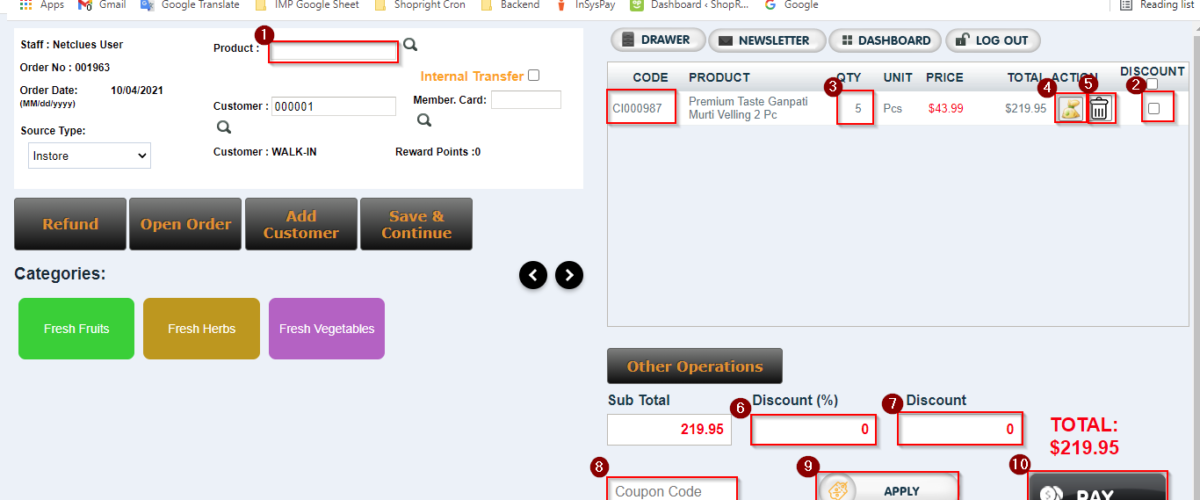 Apps Gmail Google Translate IMP Google Sheet Shopright Cron Backend InSysPay Dashboard ‹ ShopR... Google Reading list
Staff : Netclues User
Order No : 001963
Order Date: 10/04/2021
(MM/dd/yyyy)
Source Type:
Instore
1
Product :
Internal Transfer
Customer : 000001
Member. Card:
Customer : WALK-IN
Reward Points :0
Refund
Open Order
Add
Customer
Save &
Continue
Categories:
Fresh Fruits
Fresh Herbs
Fresh Vegetables
DRAWER
NEWSLETTER
DASHBOARD
LOG OUT
CODE PRODUCT QTY UNIT PRICE TOTAL ACTION DISCOUNT
3 4 5 2
CI000987 Premium Taste Ganpati 5 Pcs $43.99 $219.95
Murti Velling 2 Pc
Other Operations
Sub Total
219.95
6
Discount (%)
0
7
Discount
0
TOTAL:
$219.95
8
Coupon Code
9
APPLY
10
PAY